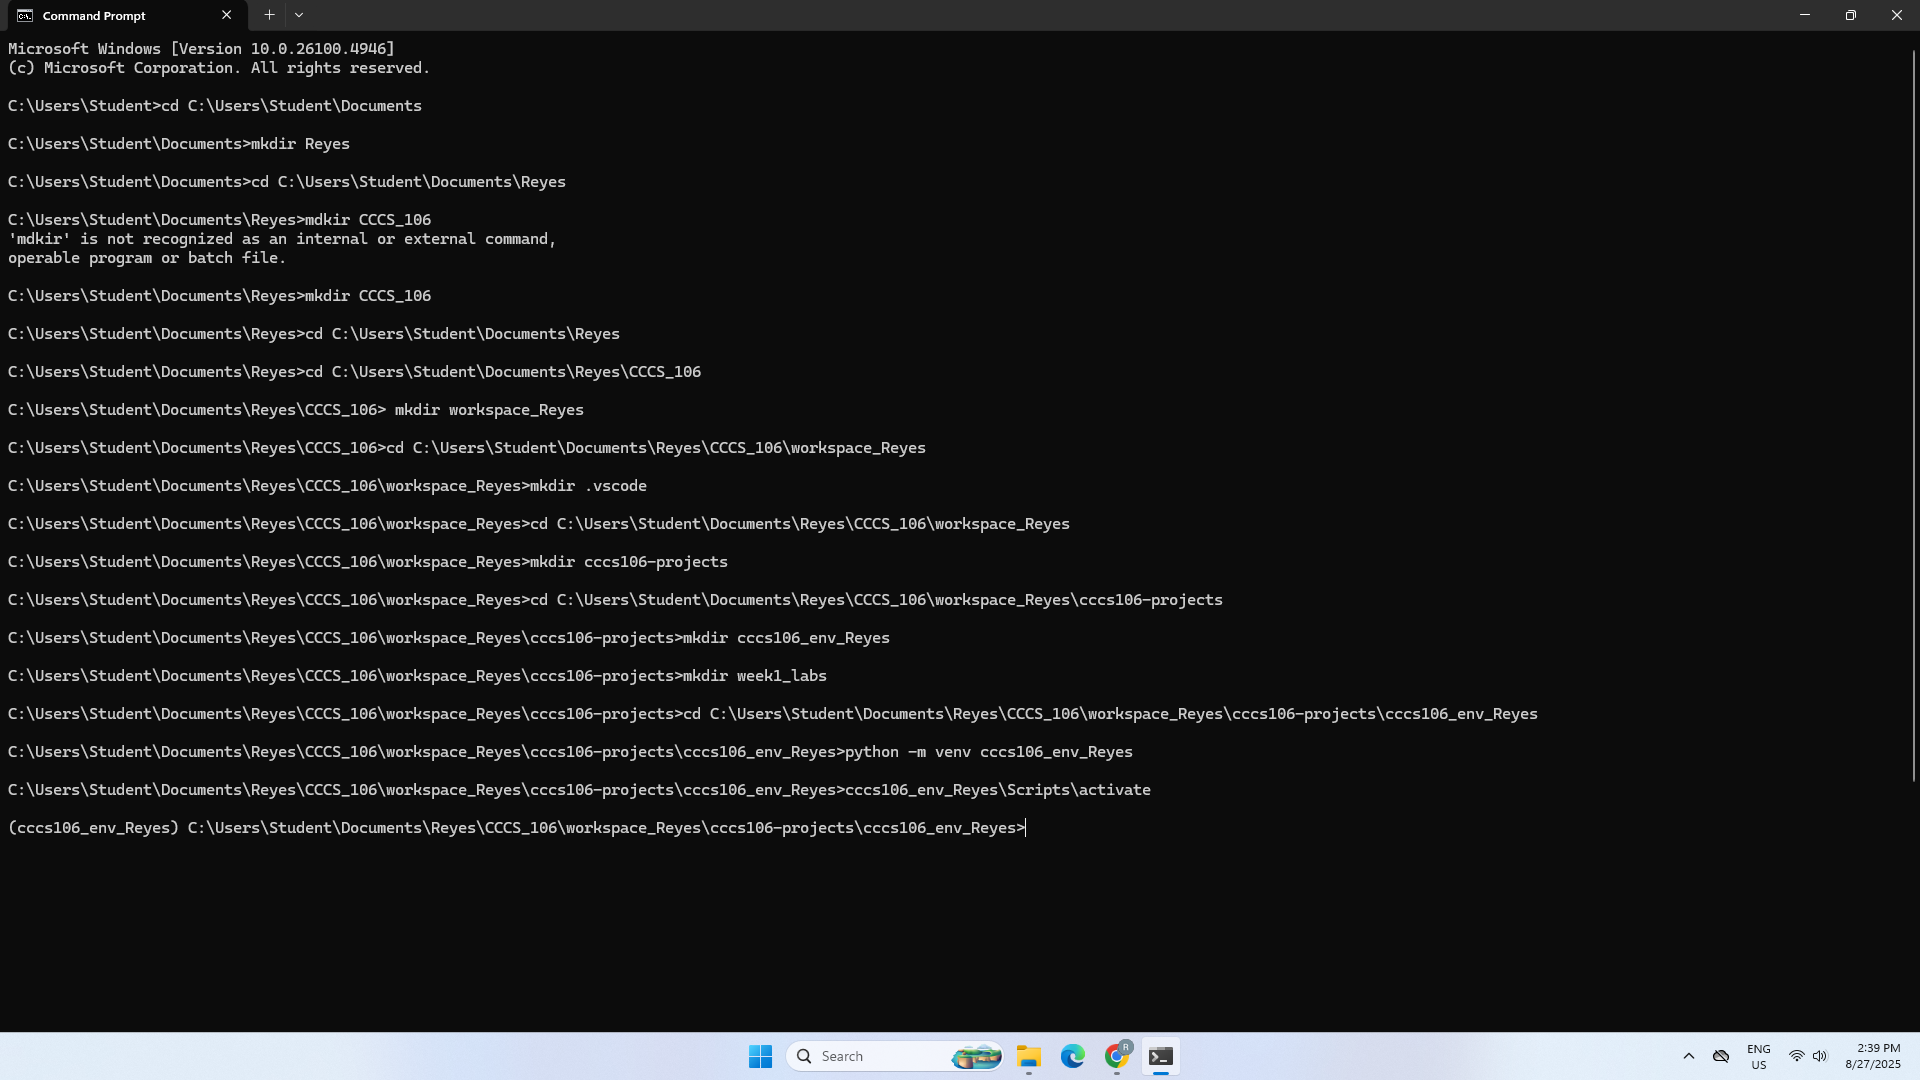 Command Prompt
Microsoft Windows [Version 10.0.26100.4946]
(c) Microsoft Corporation. All rights reserved.
C:\Users\Student>cd C:\Users\Student\Documents
C:\Users\Student\Documents>mkdir Reyes
C:\Users\Student\Documents>cd C:\Users\Student\Documents\Reyes
C:\Users\Student\Documents\Reyes>mdkir CCCS_106
'mdkir' is not recognized as an internal or external command,
operable program or batch file.
C:\Users\Student\Documents\Reyes>mkdir CCCS_106
C:\Users\Student\Documents\Reyes>cd C:\Users\Student\Documents\Reyes
C:\Users\Student\Documents\Reyes>cd C:\Users\Student\Documents\Reyes\CCCS_106
C:\Users\Student\Documents\Reyes\CCCS_106> mkdir workspace_Reyes
C:\Users\Student\Documents\Reyes\CCCS_106>cd C:\Users\Student\Documents\Reyes\CCCS_106\workspace_Reyes
C:\Users\Student\Documents\Reyes\CCCS_106\workspace_Reyes>mkdir .vscode
C:\Users\Student\Documents\Reyes\CCCS_106\workspace_Reyes>cd C:\Users\Student\Documents\Reyes\CCCS_106\workspace_Reyes
C:\Users\Student\Documents\Reyes\CCCS_106\workspace_Reyes>mkdir cccs106-projects
C:\Users\Student\Documents\Reyes\CCCS_106\workspace_Reyes>cd C:\Users\Student\Documents\Reyes\CCCS_106\workspace_Reyes\cccs106-projects
C:\Users\Student\Documents\Reyes\CCCS_106\workspace_Reyes\cccs106-projects>mkdir cccs106_env_Reyes
C:\Users\Student\Documents\Reyes\CCCS_106\workspace_Reyes\cccs106-projects>mkdir week1_labs
C:\Users\Student\Documents\Reyes\CCCS_106\workspace_Reyes\cccs106-projects>cd C:\Users\Student\Documents\Reyes\CCCS_106\workspace_Reyes\cccs106-projects\cccs106_env_Reyes
C:\Users\Student\Documents\Reyes\CCCS_106\workspace_Reyes\cccs106-projects\cccs106_env_Reyes>python -m venv cccs106_env_Reyes
C:\Users\Student\Documents\Reyes\CCCS_106\workspace_Reyes\cccs106-projects\cccs106_env_Reyes>cccs106_env_Reyes\Scripts\activate
(cccs106_env_Reyes) C:\Users\Student\Documents\Reyes\CCCS_106\workspace_Reyes\cccs106-projects\cccs106_env_Reyes>
Search
R
ENG
US
2:39 PM
8/27/2025